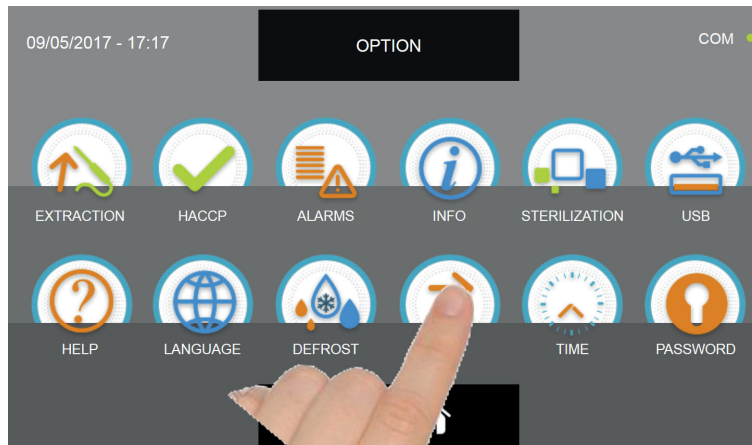 09/05/2017 - 17:17
OPTION
COM
EXTRACTION
HACCP
ALARMS
INFO
STERILIZATION
USB
HELP
LANGUAGE
DEFROST
TIME
PASSWORD